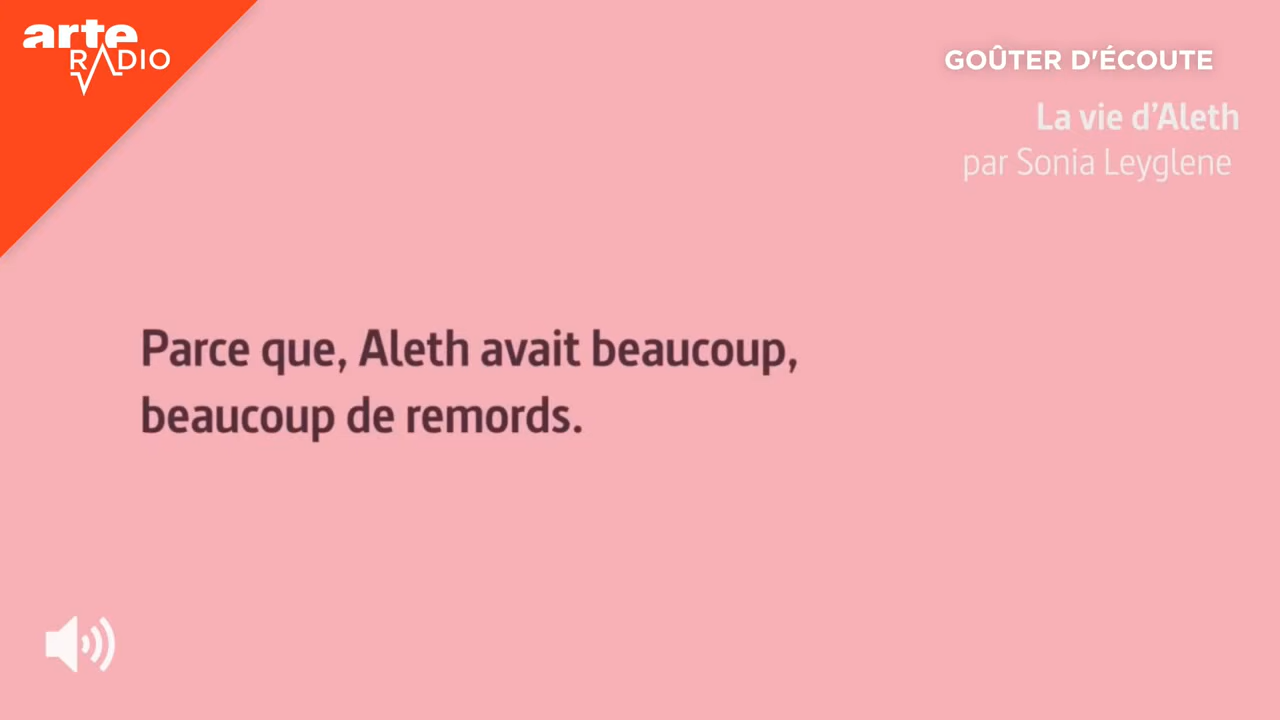 arte
RADIO
GOÛTER D'ÉCOUTE
La vie d’Aleth
par Sonia Leyglene
Parce que, Aleth avait beaucoup,
beaucoup de remords.